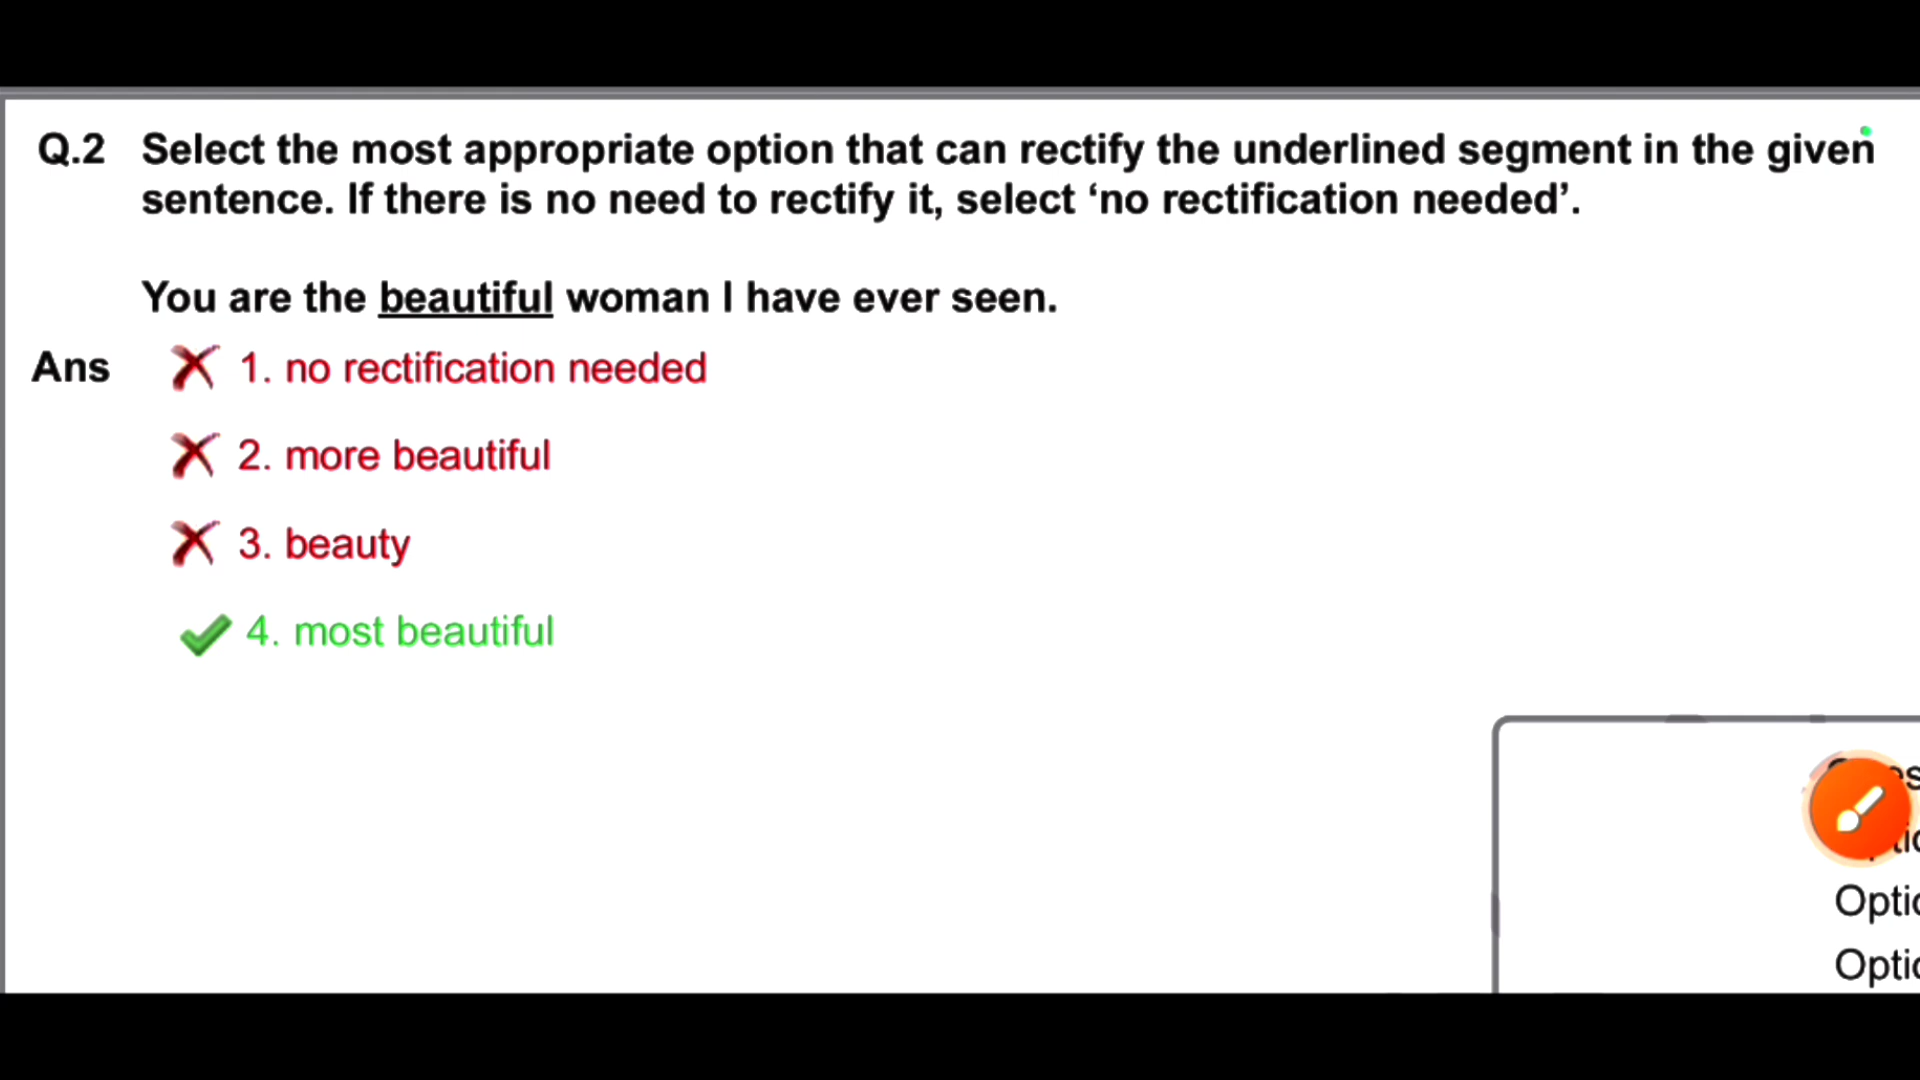 Q.2 Select the most appropriate option that can rectify the underlined segment in the given
sentence. If there is no need to rectify it, select ‘no rectification needed’.
You are the beautiful woman I have ever seen.
Ans 1. no rectification needed
2. more beautiful
3. beauty
4. most beautiful